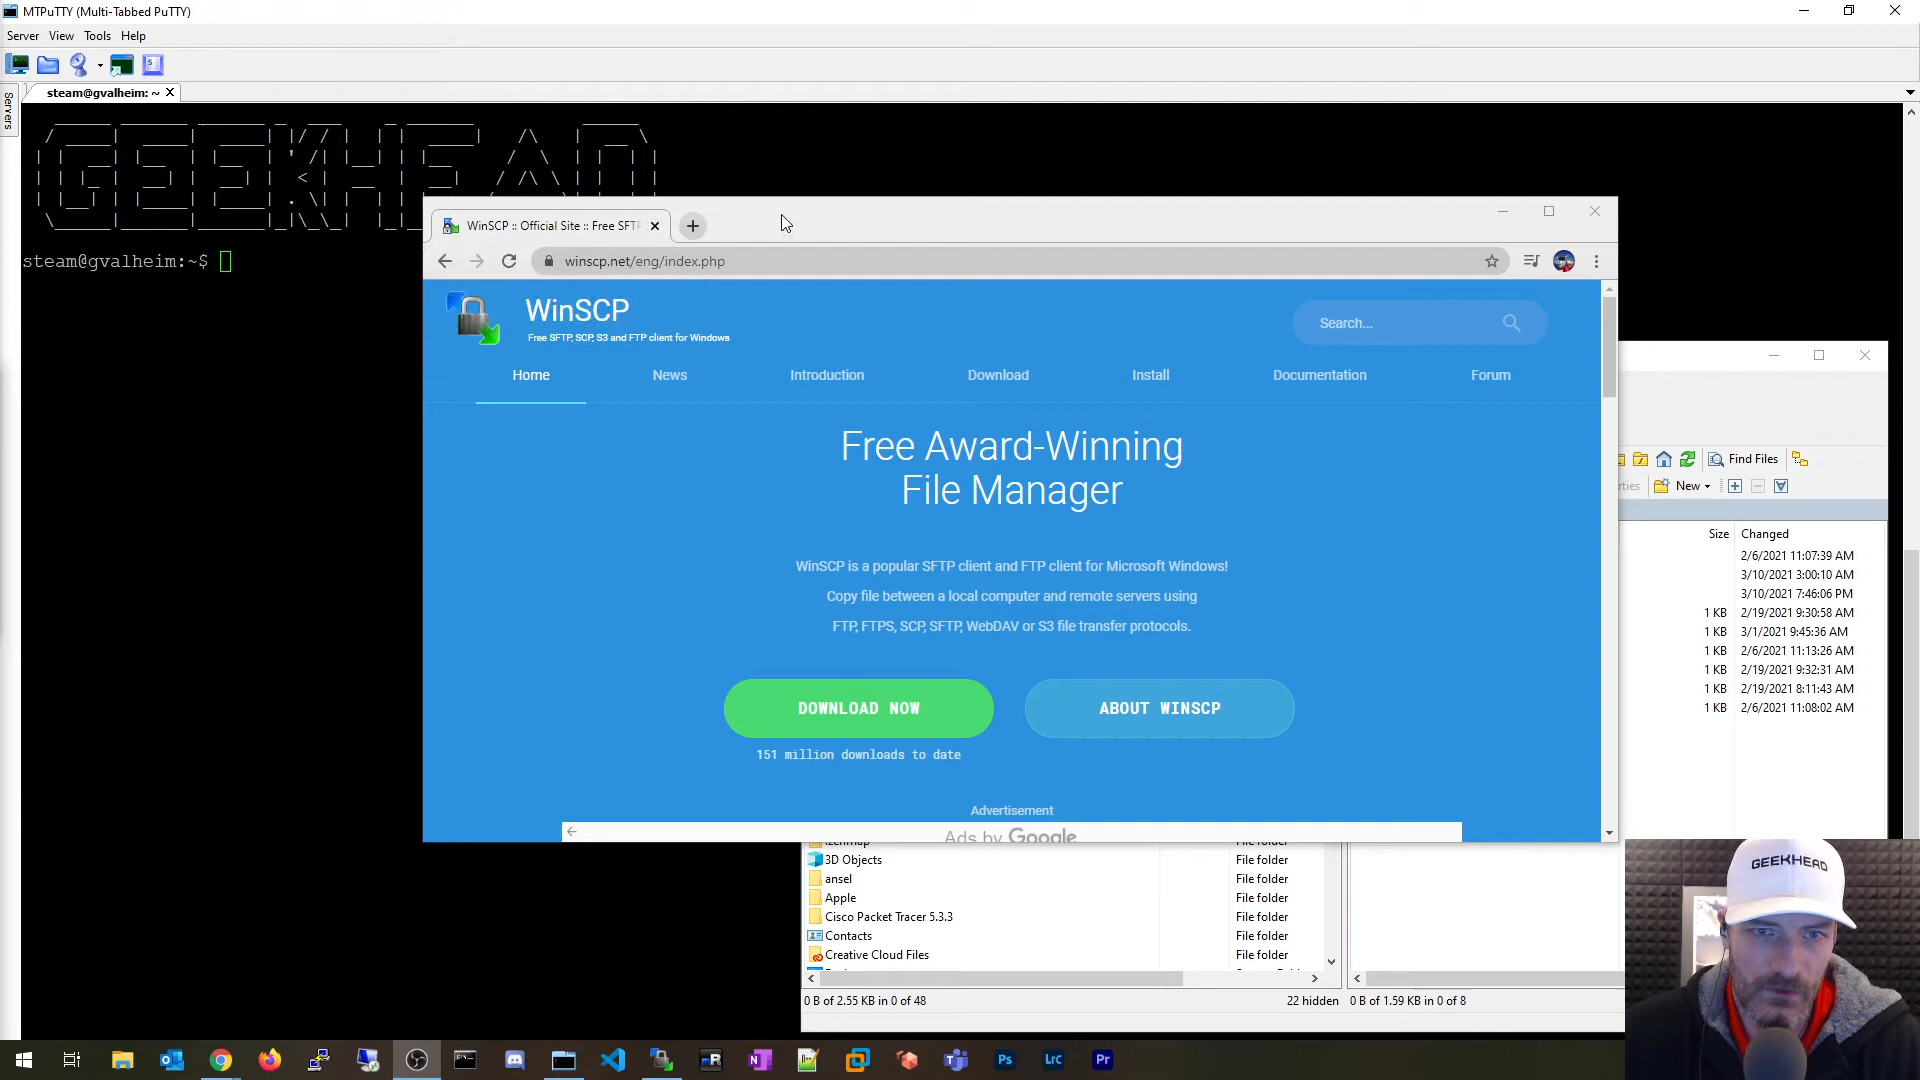 MTPuTTY (Multi-Tabbed PuTTY)
Server View Tools Help
steam@gvalheim: ~
Servers
GEEKHEAD
steam@gvalheim:~$
WinSCP :: Official Site :: Free SFT
winscp.net/eng/index.php
WinSCP
Free SFTP, SCP, S3 and FTP client for Windows
Search...
Home News Introduction Download Install Documentation Forum
Free Award-Winning
File Manager
WinSCP is a popular SFTP client and FTP client for Microsoft Windows!
Copy file between a local computer and remote servers using
FTP, FTPS, SCP, SFTP, WebDAV or S3 file transfer protocols.
DOWNLOAD NOW
ABOUT WINSCP
151 million downloads to date
Advertisement
Ads by Google
Find Files
New
Size Changed
2/6/2021 11:07:39 AM
3/10/2021 3:00:10 AM
3/10/2021 7:46:06 PM
1 KB 2/19/2021 9:30:58 AM
1 KB 3/1/2021 9:45:36 AM
1 KB 2/6/2021 11:13:26 AM
1 KB 2/19/2021 9:32:31 AM
1 KB 2/19/2021 8:11:43 AM
1 KB 2/6/2021 11:08:02 AM
3D Objects File folder
ansel File folder
Apple File folder
Cisco Packet Tracer 5.3.3 File folder
Contacts File folder
Creative Cloud Files File folder
0 B of 2.55 KB in 0 of 48
22 hidden
0 B of 1.59 KB in 0 of 8
GEEKHEAD
Ps
Lrc
Pr